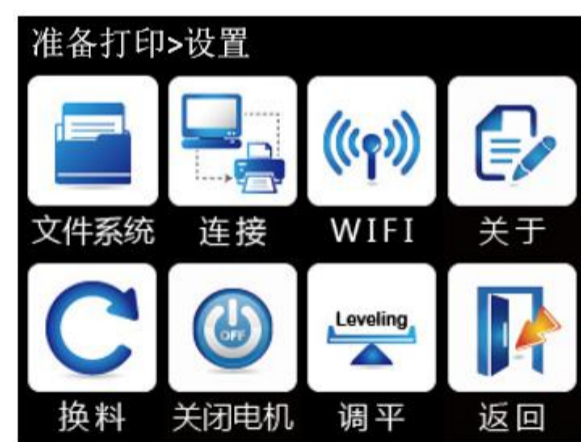 准备打印>设置
文件系统 连接 WIFI 关于
OFF Leveling
换料 关闭电机 调平 返回